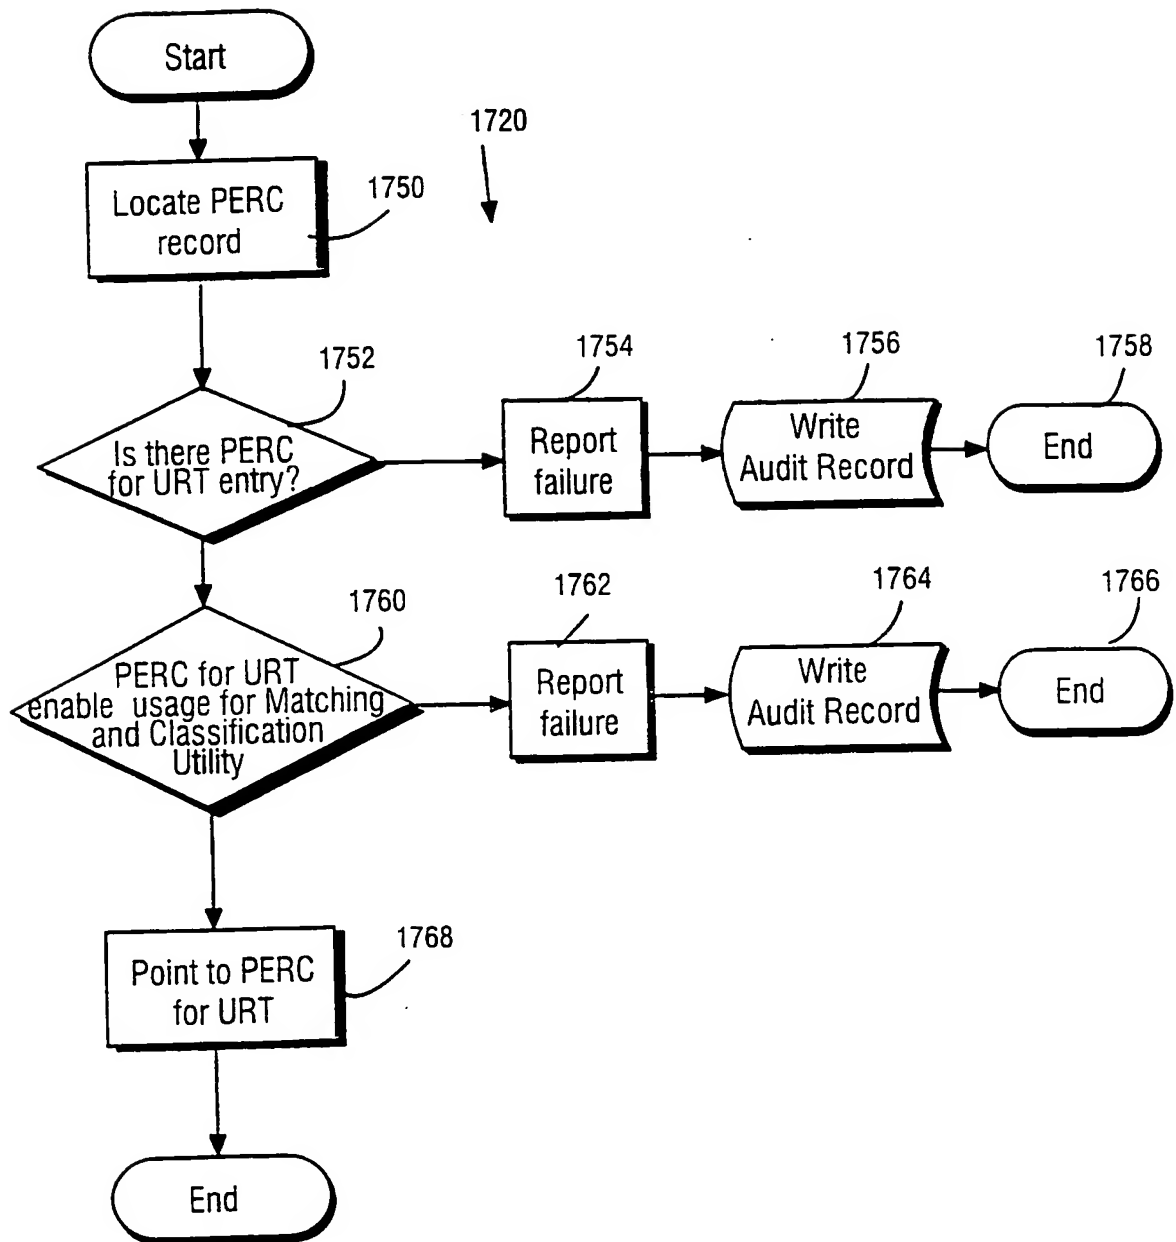 Start
1720
1750
Locate PERC
record
1752
1754
1756
1758
Is there PERC
for URT entry?
Report
failure
Write
Audit Record
End
1760
1762
1764
1766
PERC for URT
enable usage for Matching
and Classification
Utility
Report
failure
Write
Audit Record
End
1768
Point to PERC
for URT
End